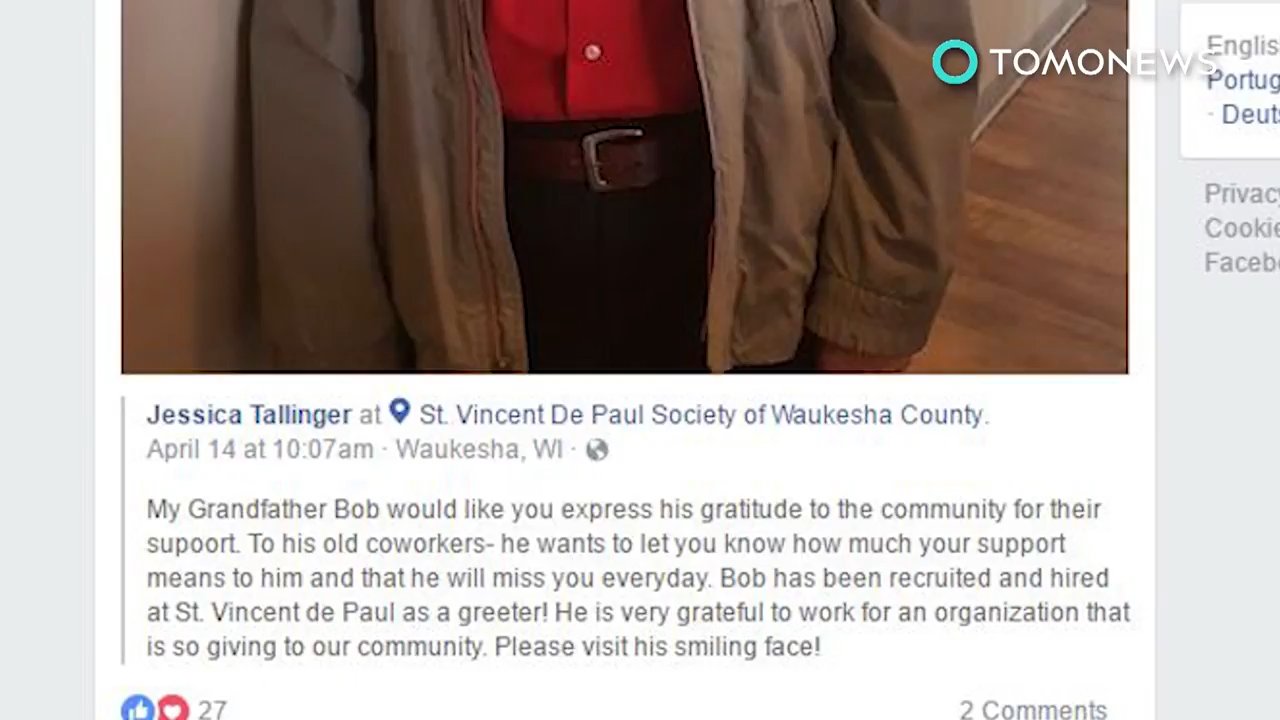 TOMONEWS
Englis
Portug
· Deuts
Privacy
Cookie
Facebo
Jessica Tallinger at St. Vincent De Paul Society of Waukesha County.
April 14 at 10:07am · Waukesha, WI ·
My Grandfather Bob would like you express his gratitude to the community for their
supoort. To his old coworkers- he wants to let you know how much your support
means to him and that he will miss you everyday. Bob has been recruited and hired
at St. Vincent de Paul as a greeter! He is very grateful to work for an organization that
is so giving to our community. Please visit his smiling face!
27
2 Comments